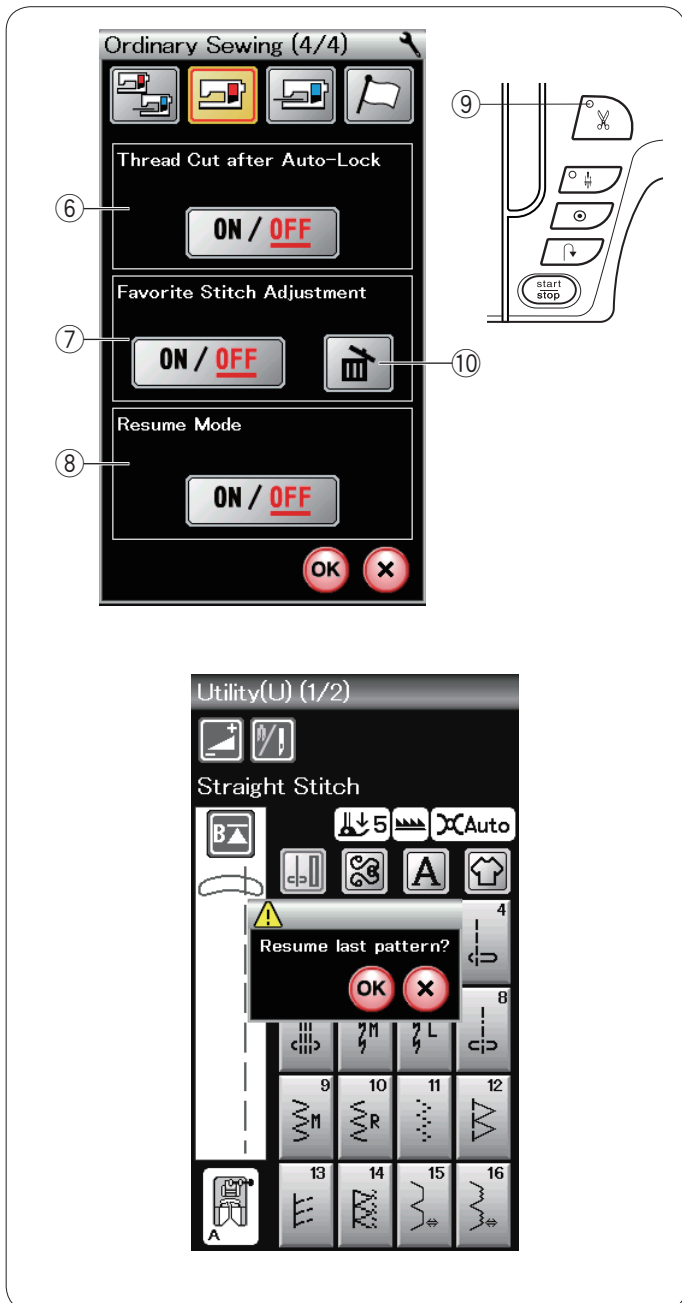 Ordinary Sewing (4/4)
⑨
Thread Cut after Auto-Lock
⑥
ON / OFF
start
stop
Favorite Stitch Adjustment
⑦
ON / OFF
⑩
Resume Mode
⑧
ON / OFF
OK ×
Utility(U) (1/2)
Straight Stitch
B 5 Auto
A
4
Resume last pattern?
OK ×
8
M L
9 10 11 12
M R
13 14 15 16
A